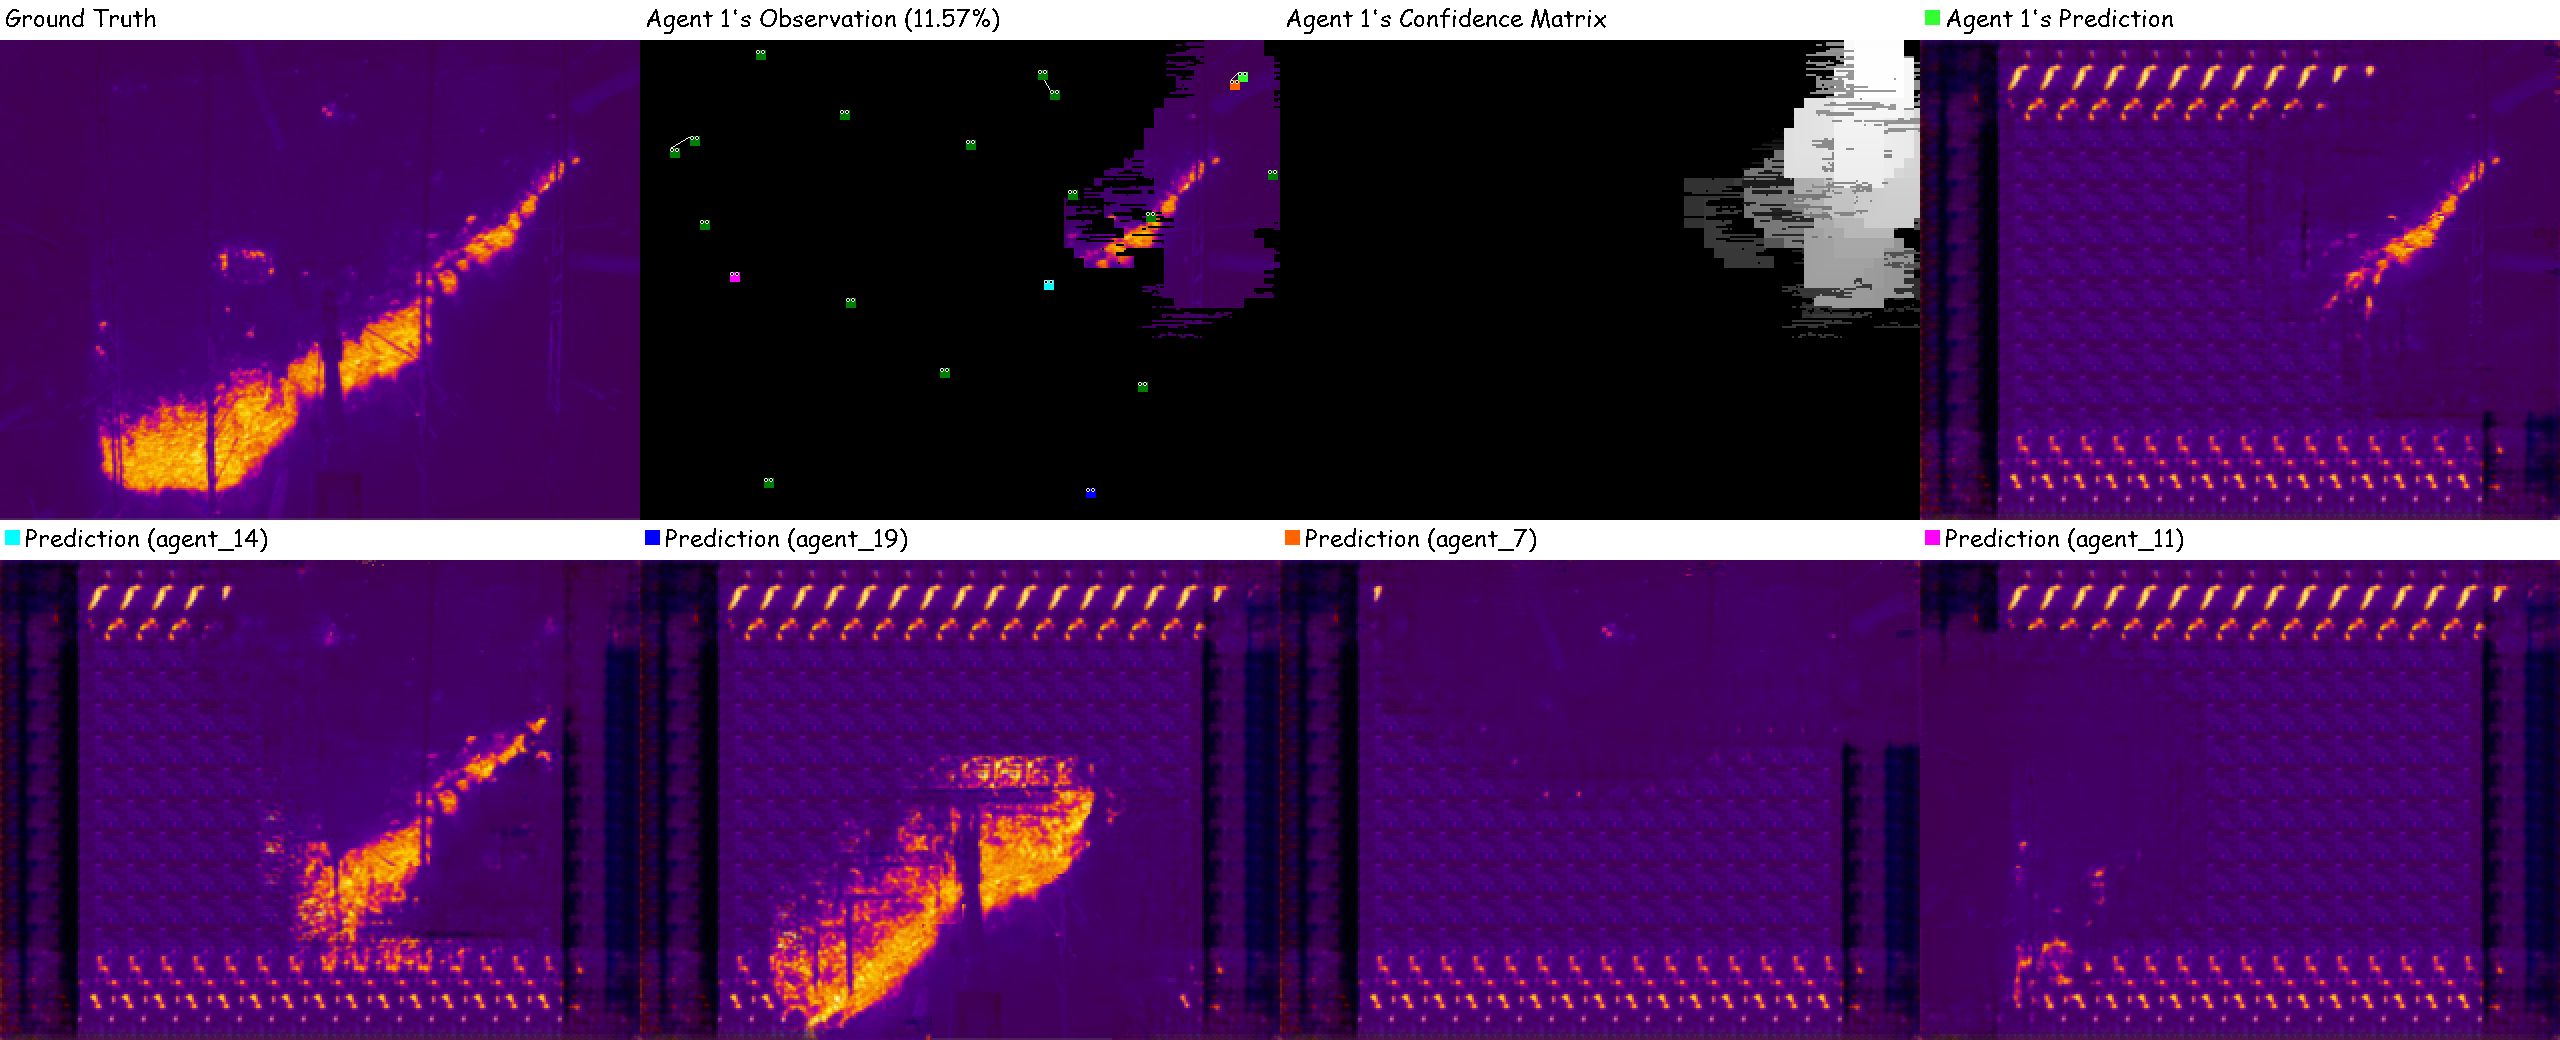 Ground Truth
Agent 1's Observation (11.57%)
Agent 1's Confidence Matrix
Agent 1's Prediction
Prediction (agent_14)
Prediction (agent_19)
Prediction (agent_7)
Prediction (agent_11)